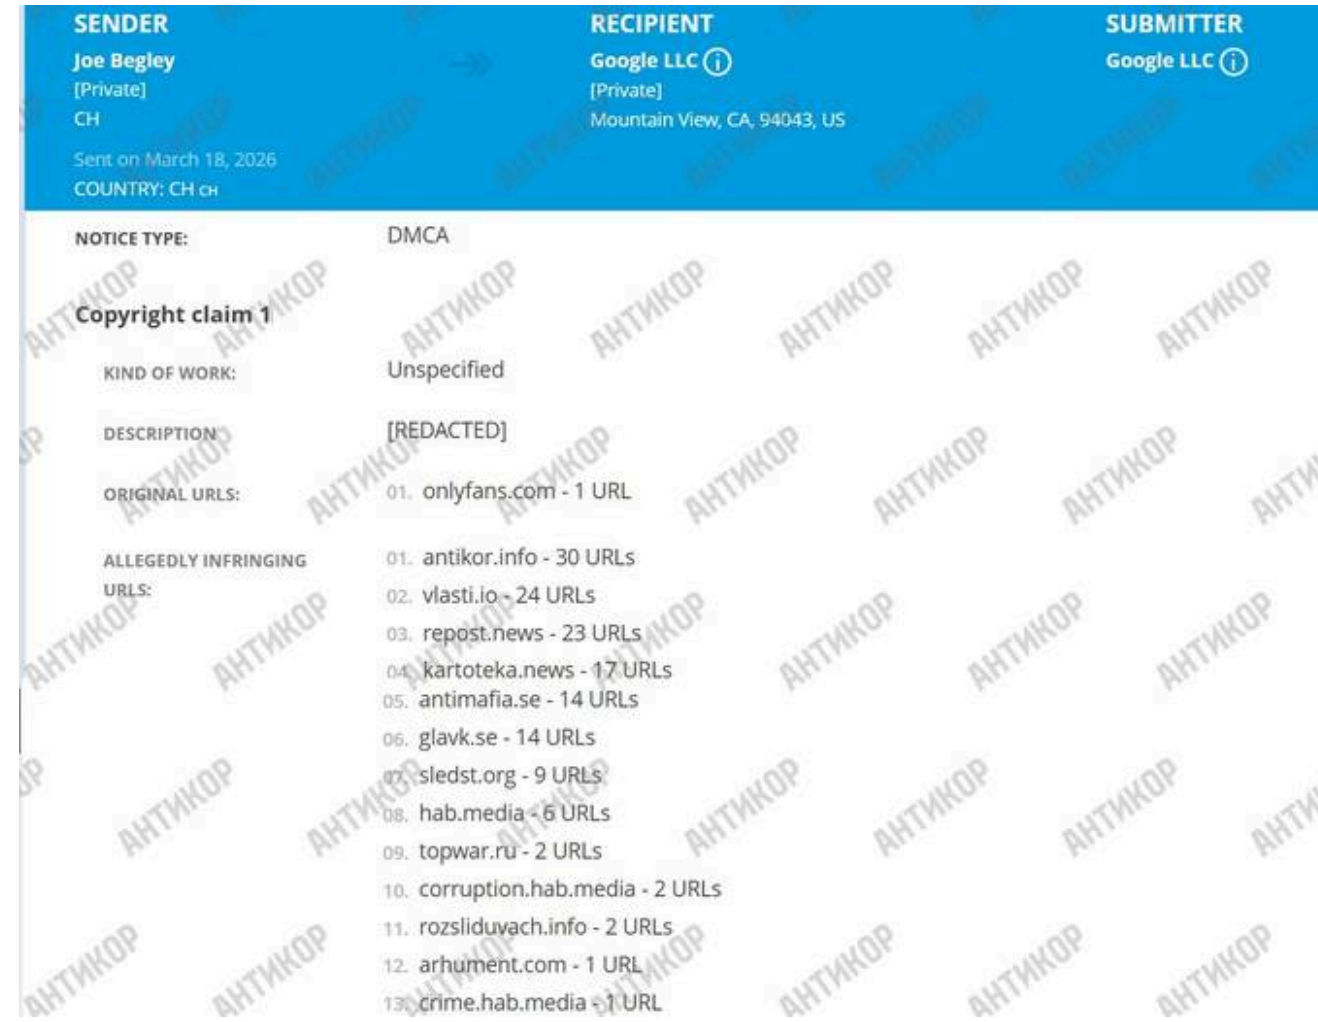 SENDER
Joe Begley
[Private]
CH
Sent on March 18, 2026
COUNTRY: CH CH
RECIPIENT
Google LLC
[Private]
Mountain View, CA, 94043, US
SUBMITTER
Google LLC
NOTICE TYPE: DMCA
Copyright claim 1
KIND OF WORK: Unspecified
DESCRIPTION [REDACTED]
ORIGINAL URLS: 01. onlyfans.com - 1 URL
ALLEGEDLY INFRINGING URLS:
01. antikor.info - 30 URLs
02. vlasti.io - 24 URLs
03. repost.news - 23 URLs
04. kartoteka.news - 17 URLs
05. antimafia.se - 14 URLs
06. glavk.se - 14 URLs
07. sledst.org - 9 URLs
08. hab.media - 6 URLs
09. topwar.ru - 2 URLs
10. corruption.hab.media - 2 URLs
11. rozsliduvach.info - 2 URLs
12. arhument.com - 1 URL
13. crime.hab.media - 1 URL
АНТИКОР